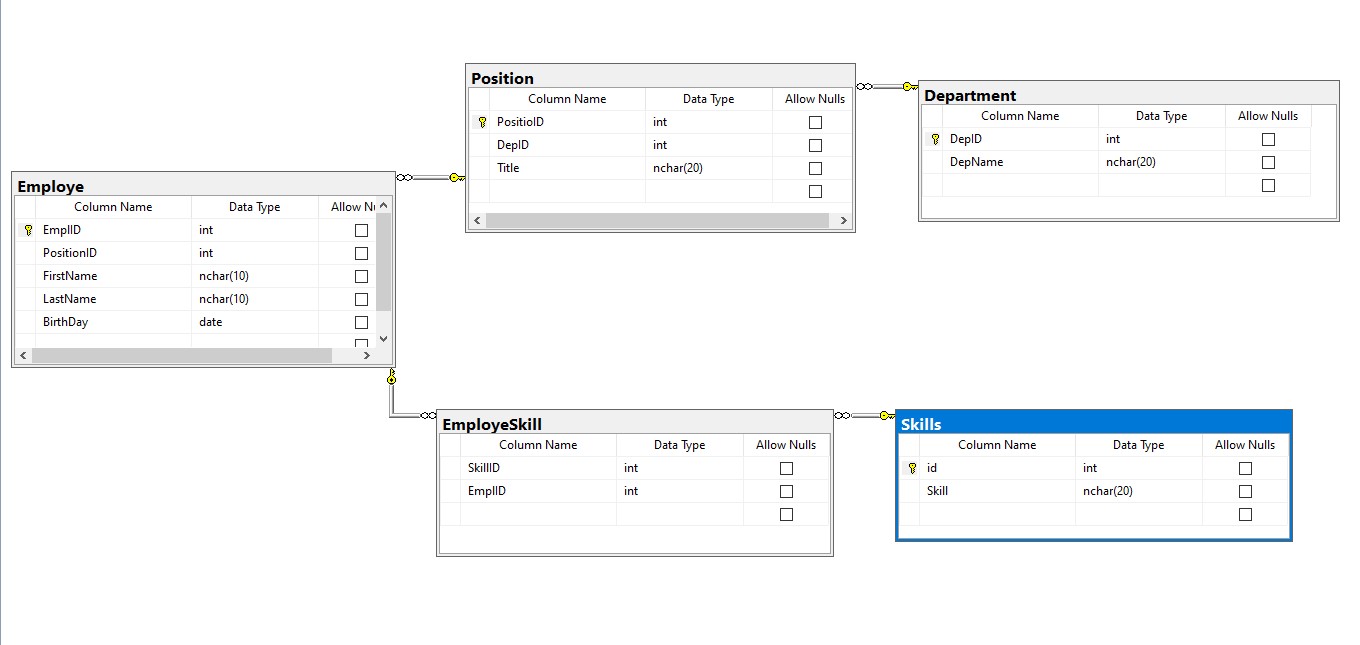 Position
Column Name Data Type Allow Nulls
PositioID int
DepID int
Title nchar(20)
Department
Column Name Data Type Allow Nulls
DepID int
DepName nchar(20)
Employe
Column Name Data Type Allow Nu
EmplID int
PositionID int
FirstName nchar(10)
LastName nchar(10)
BirthDay date
EmployeSkill
Column Name Data Type Allow Nulls
SkillID int
EmplID int
Skills
Column Name Data Type Allow Nulls
id int
Skill nchar(20)